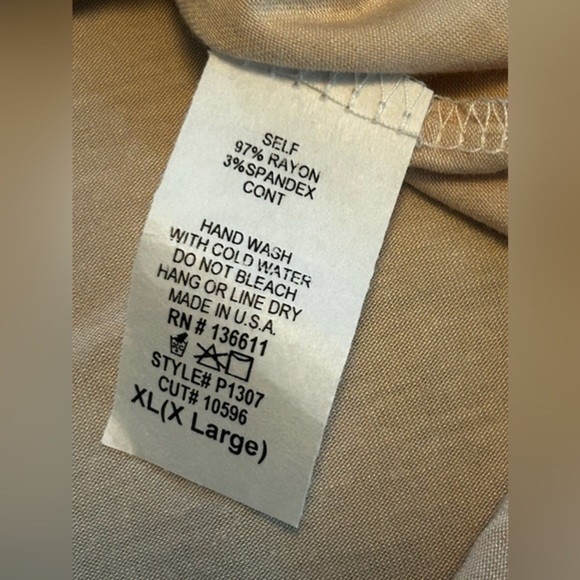 SELF
97% RAYON
3%SPANDEX
CONT
HAND WASH
WITH COLD WATER
DO NOT BLEACH
HANG OR LINE DRY
MADE IN U.S.A.
RN # 136611
STYLE# P1307
CUT# 10596
XL(X Large)